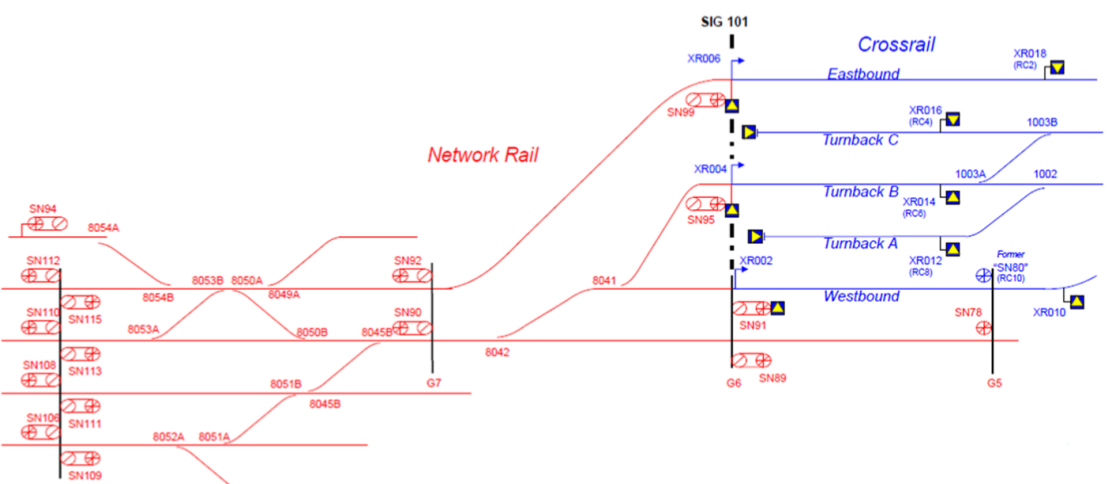 SIG 101
Crossrail
XR018
(RC2)
XR006
Eastbound
SN99
XR016
(RC4)
1003B
Turnback C
Network Rail
XR004
1003A
1002
Turnback B
XR014
(RC6)
SN95
SN94
8054A
Turnback A
XR012
(RC8)
Former
"SN80"
(RC10)
SN112
8053B
8050A
SN92
8041
XR002
8054B
8049A
Westbound
XR010
SN115
SN110
SN90
SN91
SN78
8053A
8050B
8045B
8042
SN113
SN108
SN89
G7
G6
G5
8051B
8045B
SN111
SN106
8052A
8051A
SN109